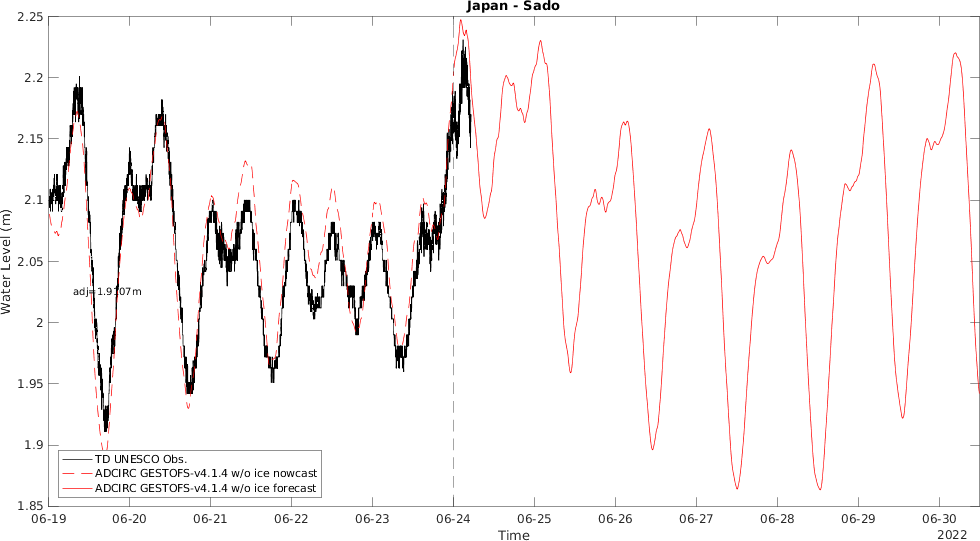 Japan - Sado
2.25
2.2
2.15
2.1
2.05
2
1.95
1.9
1.85
Water Level (m)
adj=1.9107m
TD UNESCO Obs.
ADCIRC GESTOFS-v4.1.4 w/o ice nowcast
ADCIRC GESTOFS-v4.1.4 w/o ice forecast
06-19 06-20 06-21 06-22 06-23 06-24 06-25 06-26 06-27 06-28 06-29 06-30
Time
2022